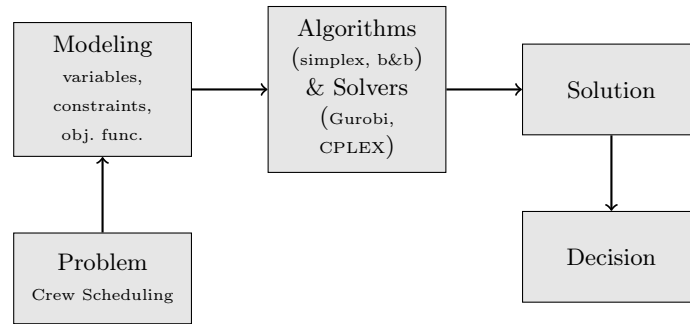 Modeling
variables,
constraints,
obj. func.
Algorithms
(simplex, b&b)
& Solvers
(Gurobi,
CPLEX)
Solution
Problem
Crew Scheduling
Decision